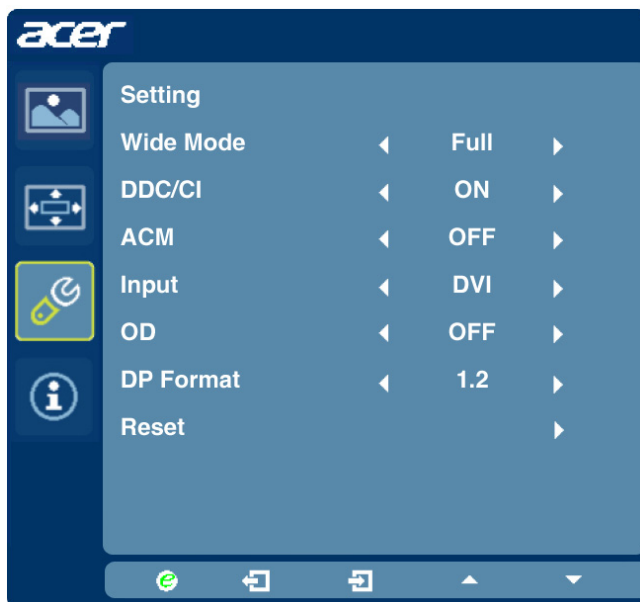 acer
Setting
Wide Mode Full
DDC/CI ON
ACM OFF
Input DVI
OD OFF
DP Format 1.2
Reset
e